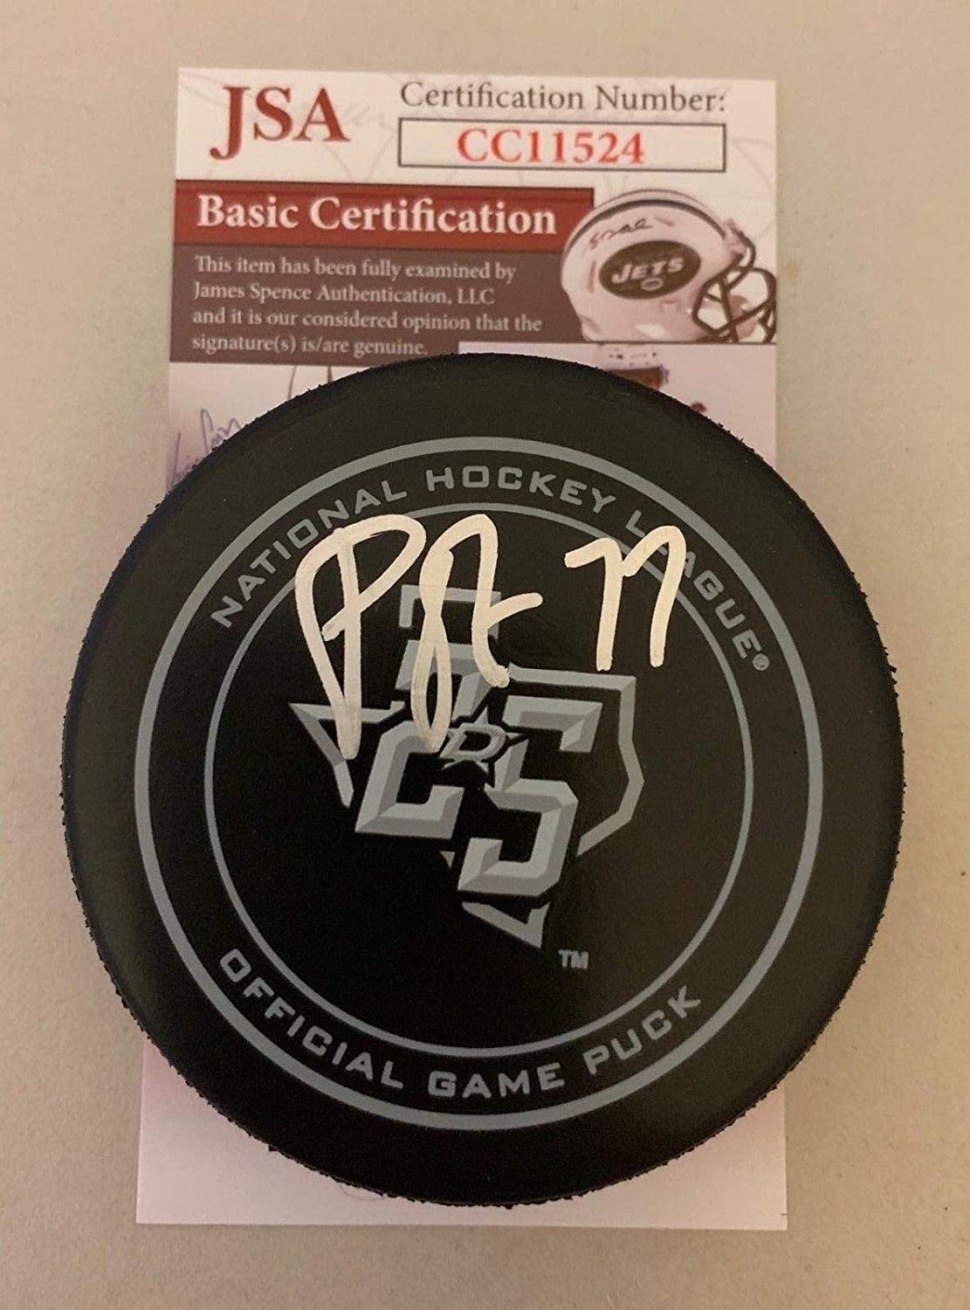 JSA
Certification Number:
CC11524
Basic Certification
This item has been fully examined by
James Spence Authentication, LLC
and it is our considered opinion that the
signature(s) is/are genuine.
JETS
NATIONAL HOCKEY LEAGUE®
77
25
D
TM
OFFICIAL GAME PUCK